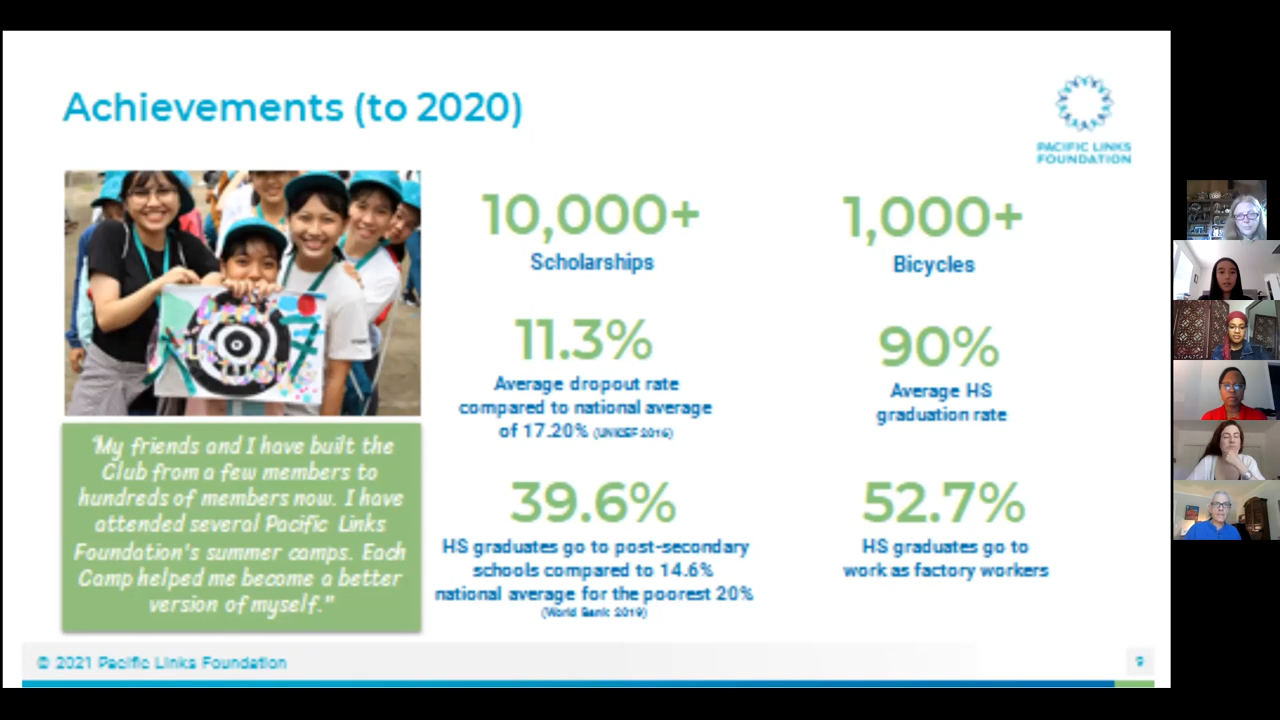 Achievements (to 2020)
PACIFIC LINKS
FOUNDATION
10,000+
Scholarships
1,000+
Bicycles
11.3%
Average dropout rate
compared to national average
of 17.20% (UNICEF 2016)
90%
Average HS
graduation rate
39.6%
HS graduates go to post-secondary
schools compared to 14.6%
national average for the poorest 20%
(World Bank 2019)
52.7%
HS graduates go to
work as factory workers
"My friends and I have built the
Club from a few members to
hundreds of members now. I have
attended several Pacific Links
Foundation's summer camps. Each
Camp helped me become a better
version of myself."
© 2021 Pacific Links Foundation
9